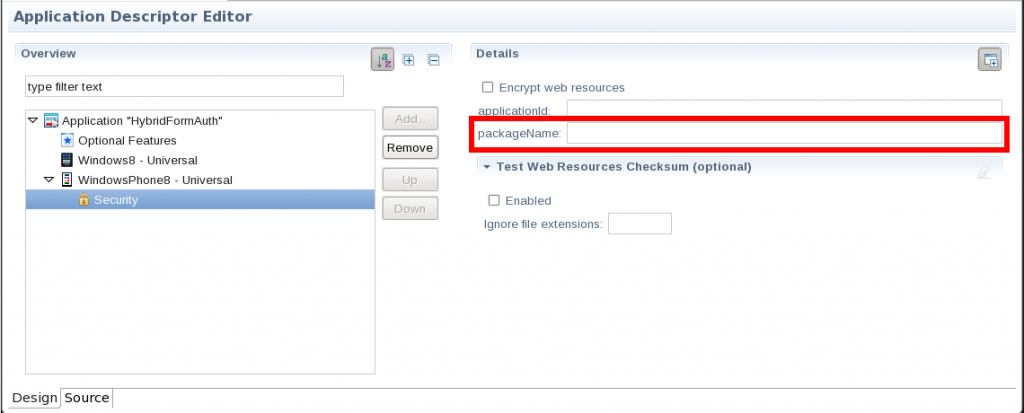 Application Descriptor Editor
Overview
type filter text
Application "HybridFormAuth"
Optional Features
Windows8 - Universal
WindowsPhone8 - Universal
Security
Add...
Remove
Up
Down
Details
Encrypt web resources
applicationId:
packageName:
Test Web Resources Checksum (optional)
Enabled
Ignore file extensions:
Design Source